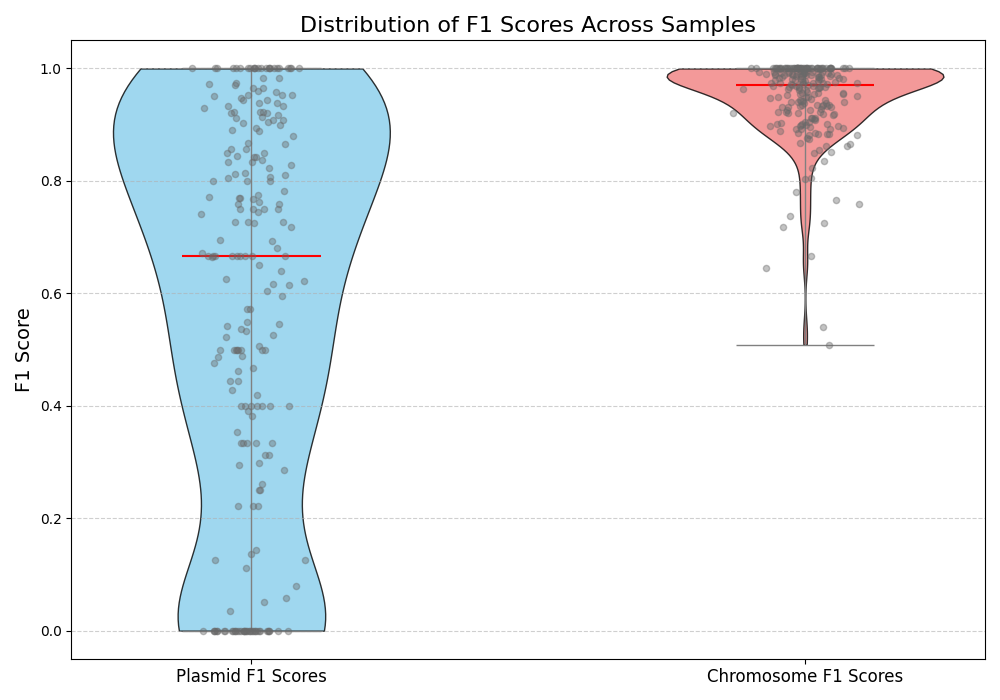 Distribution of F1 Scores Across Samples
F1 Score
1.0
0.8
0.6
0.4
0.2
0.0
Plasmid F1 Scores
Chromosome F1 Scores